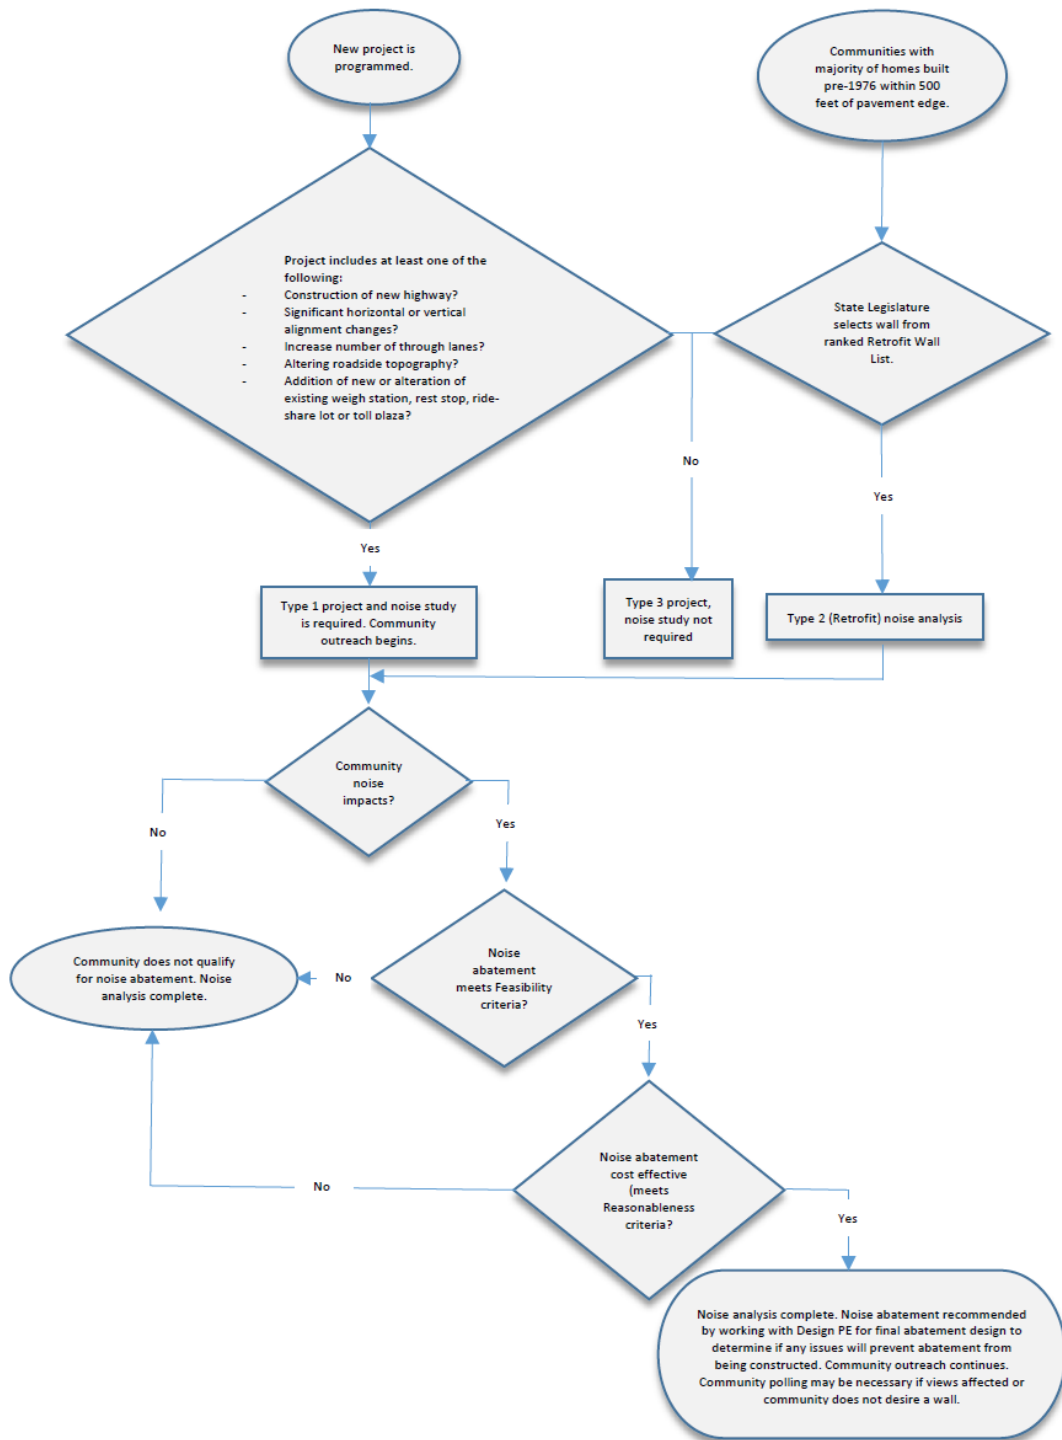 New project is
programmed.
Communities with
majority of homes built
pre-1976 within 500
feet of pavement edge.
Project includes at least one of the
following:
- Construction of new highway?
- Significant horizontal or vertical
alignment changes?
- Increase number of through lanes?
- Altering roadside topography?
- Addition of new or alteration of
existing weigh station, rest stop, ride-
share lot or toll plaza?
State Legislature
selects wall from
ranked Retrofit Wall
List.
No
Yes
Yes
Type 1 project and noise study
is required. Community
outreach begins.
Type 3 project,
noise study not
required
Type 2 (Retrofit) noise analysis
Community
noise
impacts?
No
Yes
Community does not qualify
for noise abatement. Noise
analysis complete.
No
Noise
abatement
meets Feasibility
criteria?
Yes
Noise abatement
cost effective
(meets
Reasonableness
criteria?
No
Yes
Noise analysis complete. Noise abatement recommended
by working with Design PE for final abatement design to
determine if any issues will prevent abatement from
being constructed. Community outreach continues.
Community polling may be necessary if views affected or
community does not desire a wall.